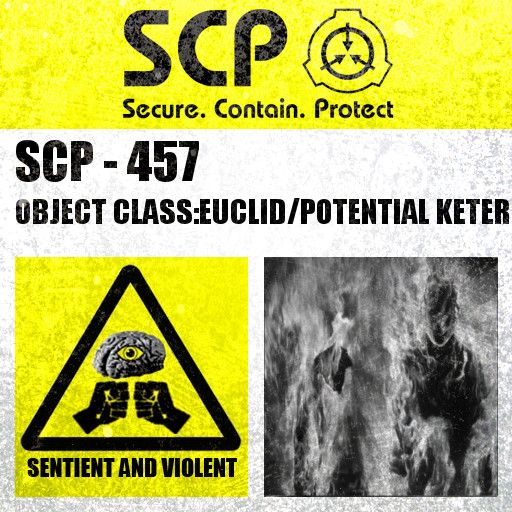 SCP
Secure. Contain. Protect
SCP - 457
OBJECT CLASS:EUCLID/POTENTIAL KETER
SENTIENT AND VIOLENT